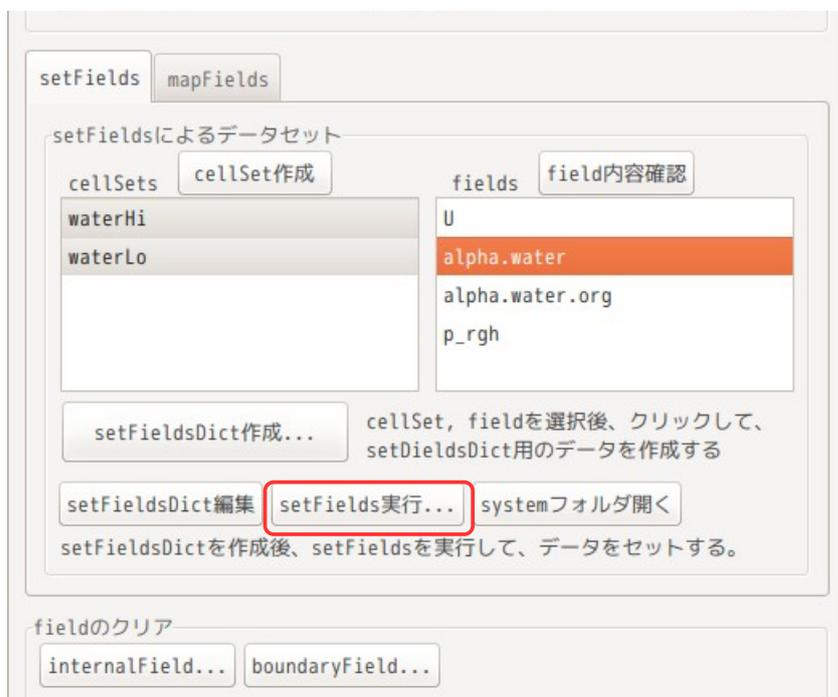 setFields mapFields
setFieldsによるデータセット
cellSets cellSet作成 fields field内容確認
waterHi U
waterLo alpha.water
alpha.water.org
p_rgh
setFieldsDict作成... cellSet, fieldを選択後、クリックして、
setDieldsDict用のデータを作成する
setFieldsDict編集 setFields実行... systemフォルダ開く
setFieldsDictを作成後、setFieldsを実行して、データをセットする。
fieldのクリア
internalField... boundaryField...